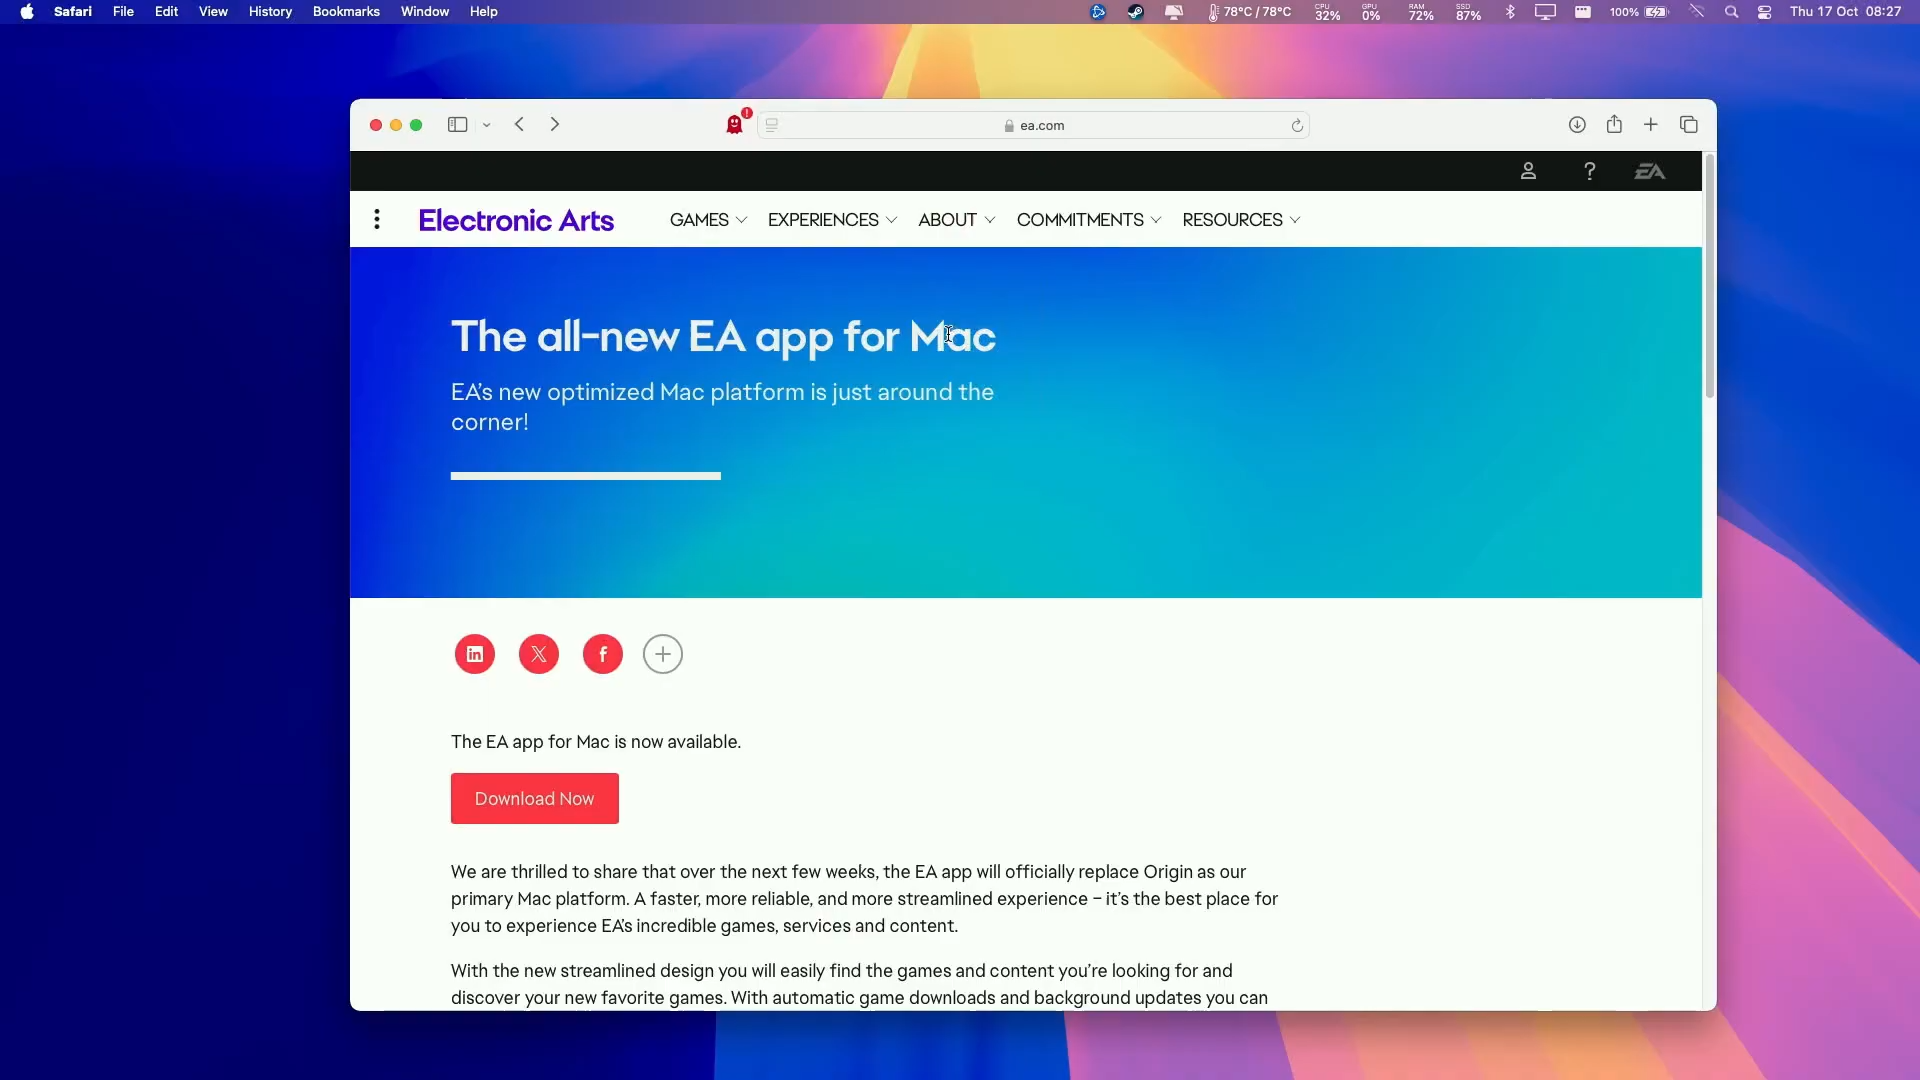 Safari File Edit View History Bookmarks Window Help 78°C / 78°C CPU 32% GPU 0% RAM 72% SSD 87% 100% Thu 17 Oct 08:27
ea.com
EA
Electronic Arts GAMES EXPERIENCES ABOUT COMMITMENTS RESOURCES
The all-new EA app for Mac
EA's new optimized Mac platform is just around the
corner!
The EA app for Mac is now available.
Download Now
We are thrilled to share that over the next few weeks, the EA app will officially replace Origin as our
primary Mac platform. A faster, more reliable, and more streamlined experience – it's the best place for
you to experience EA's incredible games, services and content.
With the new streamlined design you will easily find the games and content you're looking for and
discover your new favorite games. With automatic game downloads and background updates you can